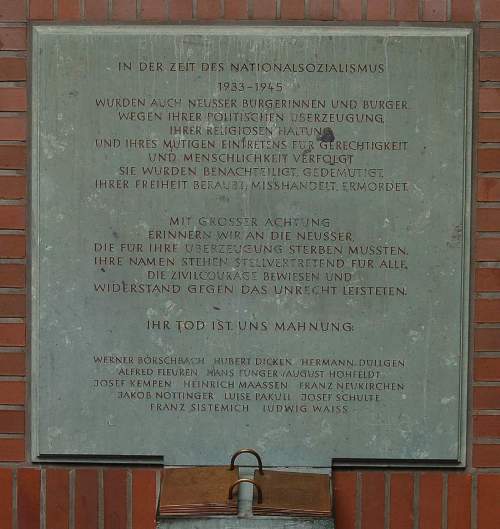 IN DER ZEIT DES NATIONALSOZIALISMUS
1933-1945
WURDEN AUCH NEUSSER BÜRGERINNEN UND BÜRGER,
WEGEN IHRER POLITISCHEN ÜBERZEUGUNG,
IHRER RELIGIÖSEN HALTUNG
UND IHRES MUTIGEN EINTRETENS FÜR GERECHTIGKEIT
UND MENSCHLICHKEIT VERFOLGT
SIE WURDEN BENACHTEILIGT, GEDEMÜTIGT
IHRER FREIHEIT BERAUBT, MISSHANDELT, ERMORDET.
MIT GROSSER ACHTUNG
ERINNERN WIR AN DIE NEUSSER,
DIE FÜR IHRE ÜBERZEUGUNG STERBEN MUSSTEN.
IHRE NAMEN STEHEN STELLVERTRETEND FÜR ALLE,
DIE ZIVILCOURAGE BEWIESEN UND
WIDERSTAND GEGEN DAS UNRECHT LEISTETEN.
IHR TOD IST UNS MAHNUNG:
WERNER BÖRSCHBACH HUBERT DICKEN HERMANN DÜLLGEN
ALFRED FLEUREN HANS FUNGER AUGUST HOHFELDT
JOSEF KEMPEN HEINRICH MAASSEN FRANZ NEUKIRCHEN
JAKOB NÖTTINGER LUISE PAKULL JOSEF SCHULTE
FRANZ SISTEMICH LUDWIG WAISS